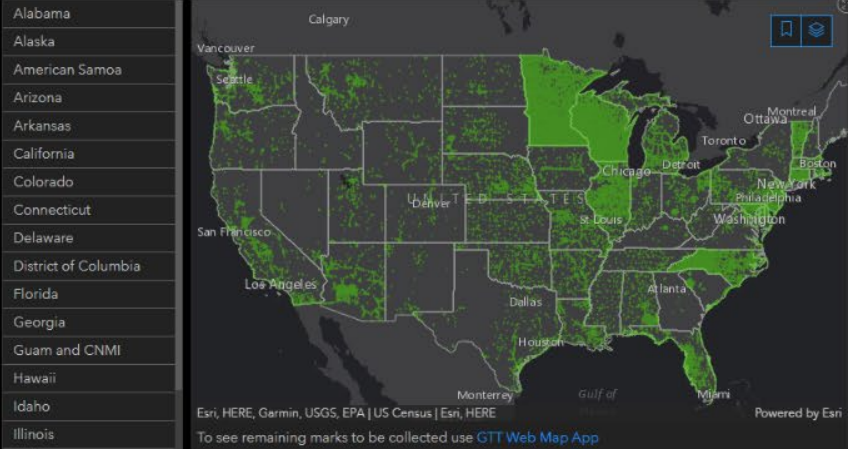 Alabama
Alaska
American Samoa
Arizona
Arkansas
California
Colorado
Connecticut
Delaware
District of Columbia
Florida
Georgia
Guam and CNMI
Hawaii
Idaho
Illinois
Calgary
Vancouver
Seattle
Montreal
Ottawa
Toronto
Boston
Detroit
Chicago
New York
UNITED STATES
Denver
Philadelphia
St Louis
Washington
San Francisco
Los Angeles
Atlanta
Dallas
Houston
Monterrey
Gulf of
Miami
Esri, HERE, Garmin, USGS, EPA | US Census | Esri, HERE
Powered by Esri
To see remaining marks to be collected use GTT Web Map App